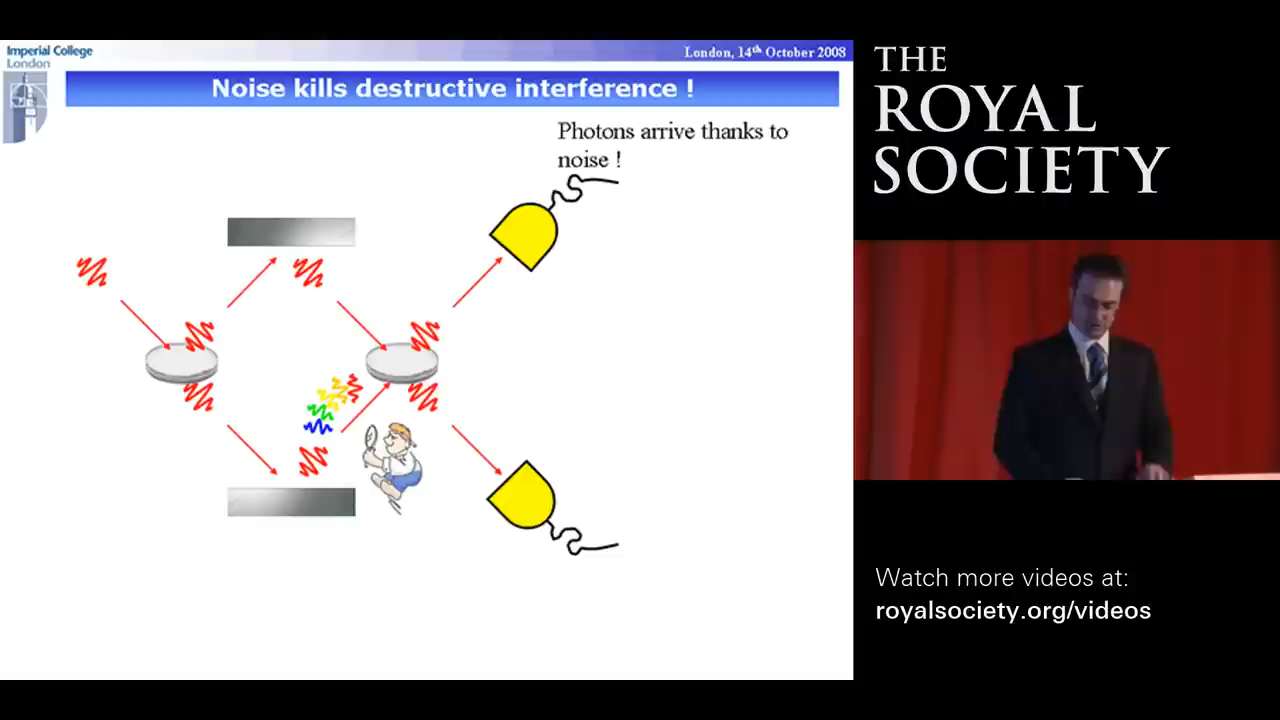 Imperial College
London
London, 14th October 2008
Noise kills destructive interference !
Photons arrive thanks to
noise !
THE
ROYAL
SOCIETY
Watch more videos at:
royalsociety.org/videos